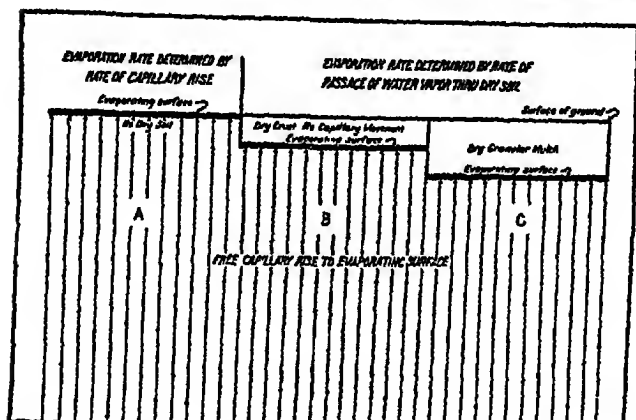 EVAPORATION RATE DETERMINED BY
RATE OF CAPILLARY RISE
EVAPORATION RATE DETERMINED BY RATE OF
PASSAGE OF WATER VAPOR THRU DRY SOIL
Evaporating surface
No Dry Soil
Surface of ground
Dry Crust No Capillary Movement
Evaporating surface
Dry Granular Mulch
Evaporating surface
A
B
C
FREE CAPILLARY RISE TO EVAPORATING SURFACE